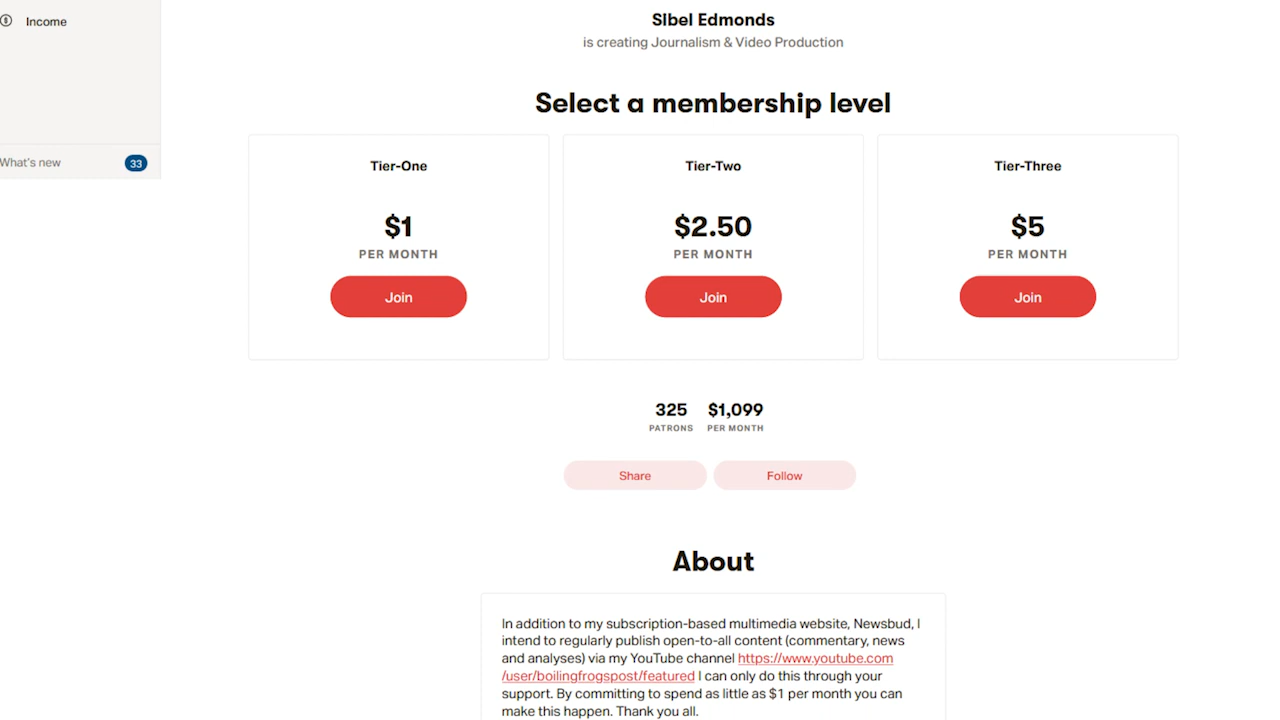 Income
What's new
33
SIbel Edmonds
is creating Journalism & Video Production
Select a membership level
Tier-One
$1
PER MONTH
Join
Tier-Two
$2.50
PER MONTH
Join
Tier-Three
$5
PER MONTH
Join
325
PATRONS
$1,099
PER MONTH
Share
Follow
About
In addition to my subscription-based multimedia website, Newsbud, I
intend to regularly publish open-to-all content (commentary, news
and analyses) via my YouTube channel https://www.youtube.com
/user/boilingfrogspost/featured I can only do this through your
support. By committing to spend as little as $1 per month you can
make this happen. Thank you all.